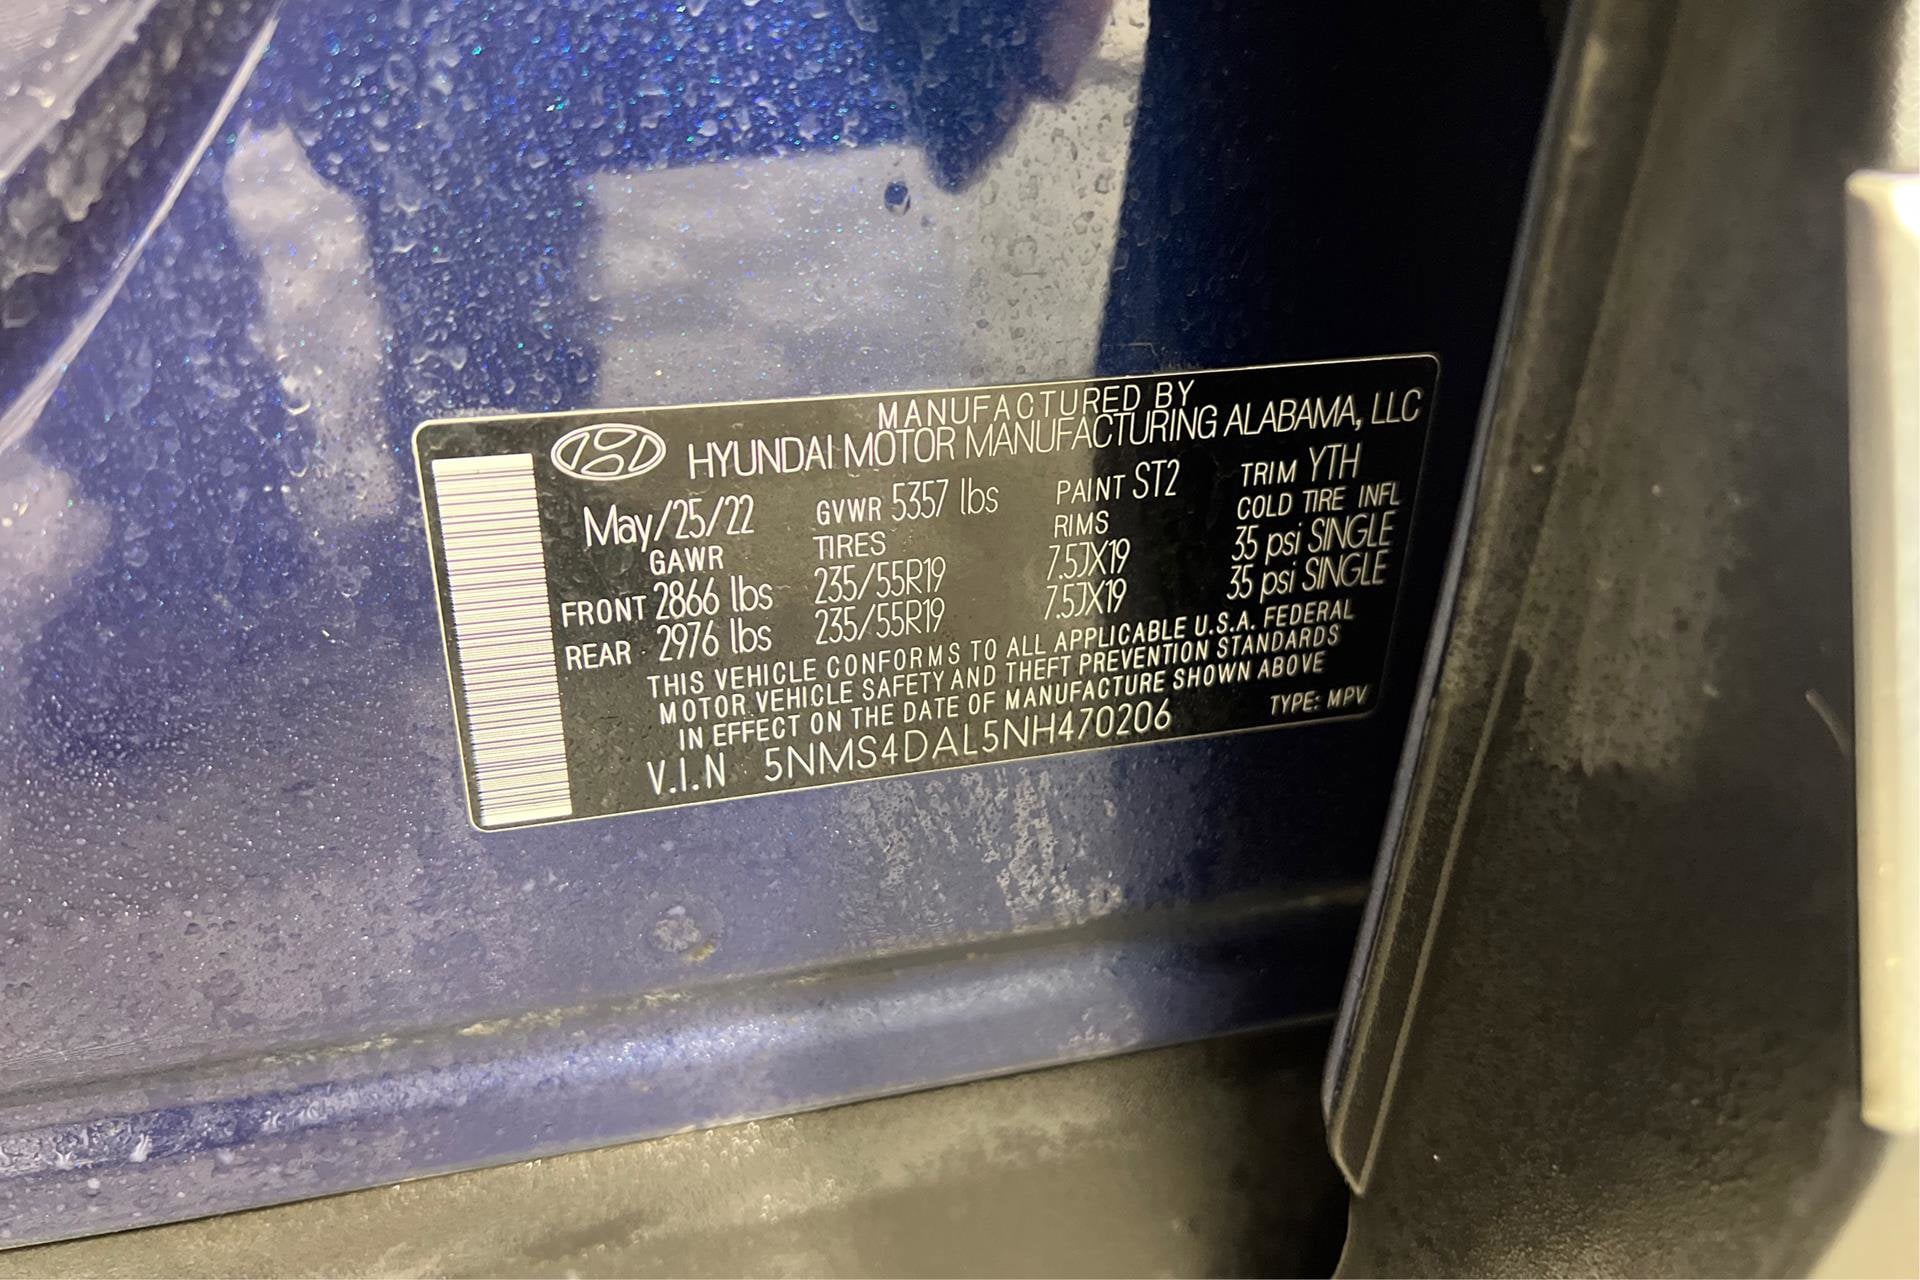 MANUFACTURED BY
HYUNDAI MOTOR MANUFACTURING ALABAMA, LLC
May/25/22 GVWR 5357 lbs PAINT ST2 TRIM YTH
GAWR TIRES RIMS COLD TIRE INFL
FRONT 2866 lbs 235/55R19 7.5JX19 35 psi SINGLE
REAR 2976 lbs 235/55R19 7.5JX19 35 psi SINGLE
THIS VEHICLE CONFORMS TO ALL APPLICABLE U.S.A. FEDERAL
MOTOR VEHICLE SAFETY AND THEFT PREVENTION STANDARDS
IN EFFECT ON THE DATE OF MANUFACTURE SHOWN ABOVE
V.I.N 5NMS4DAL5NH470206 TYPE: MPV